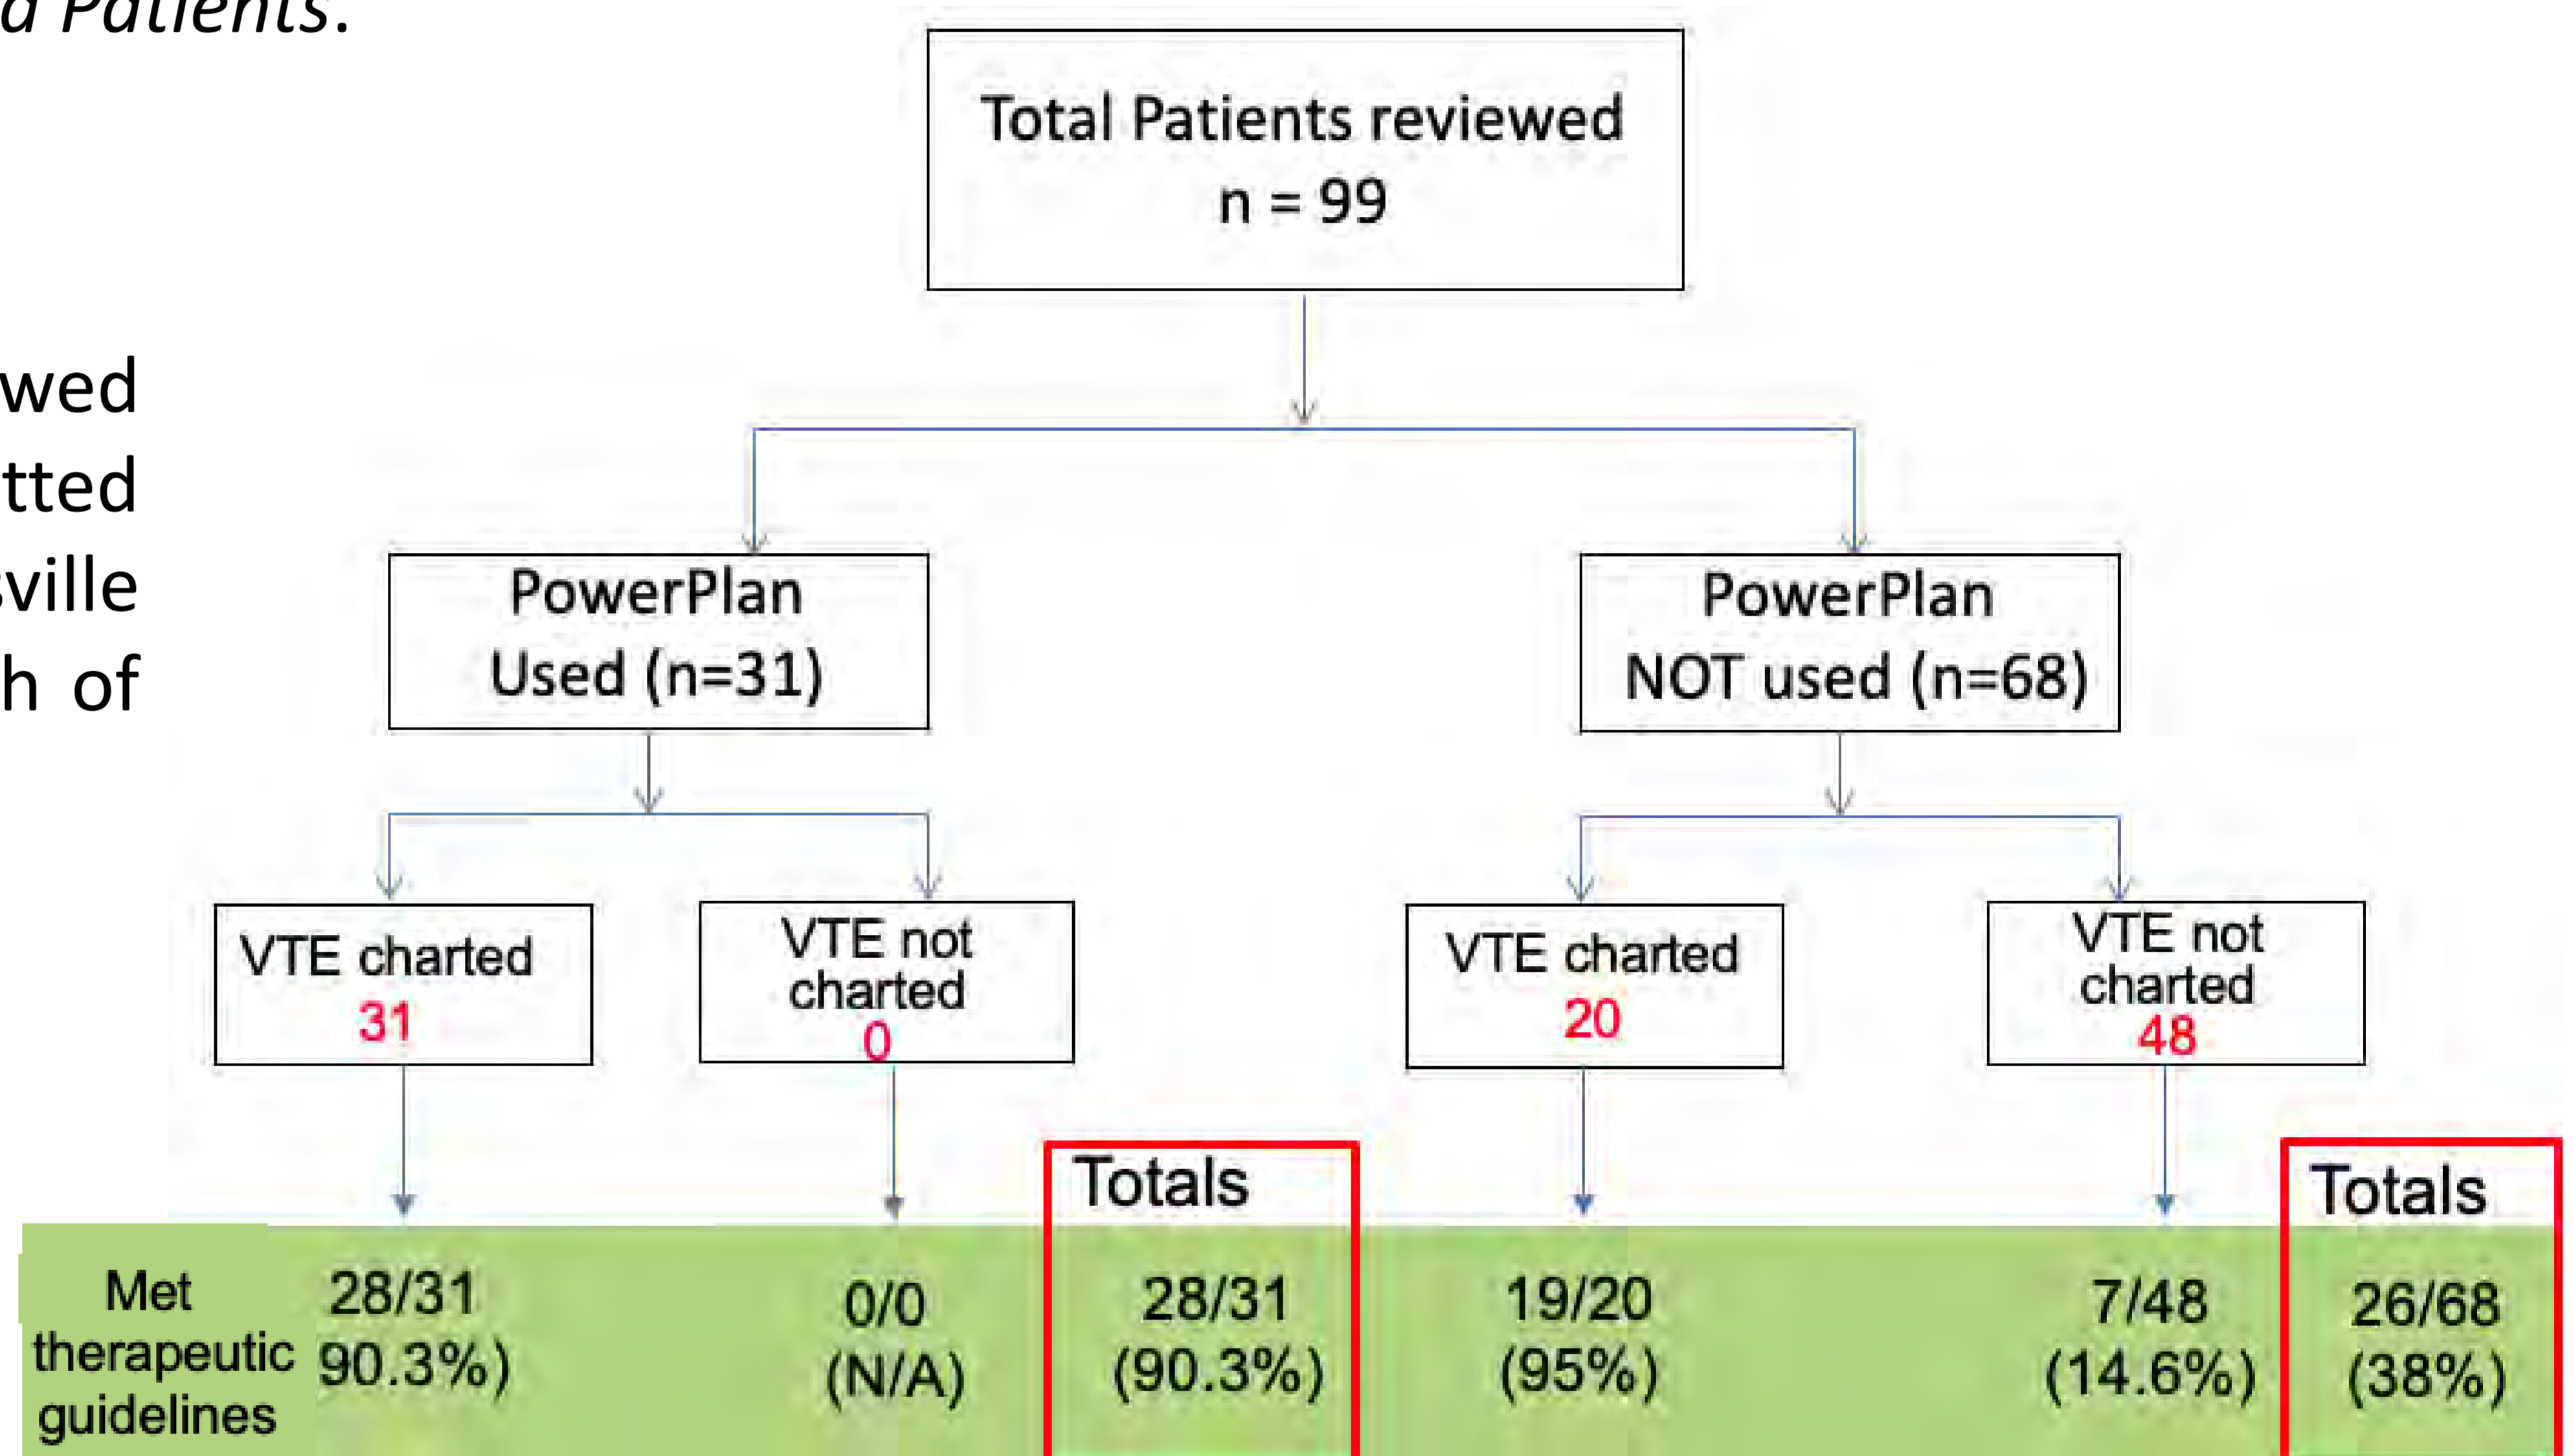 d Patients.
wed
tted
sville
h of
Total Patients reviewed
n = 99
PowerPlan
Used (n=31)
PowerPlan
NOT used (n=68)
VTE charted
31
VTE not
charted
0
VTE charted
20
VTE not
charted
48
Totals
Totals
Met
therapeutic
guidelines
28/31
90.3%)
0/0
(N/A)
28/31
(90.3%)
19/20
(95%)
7/48
(14.6%)
26/68
(38%)